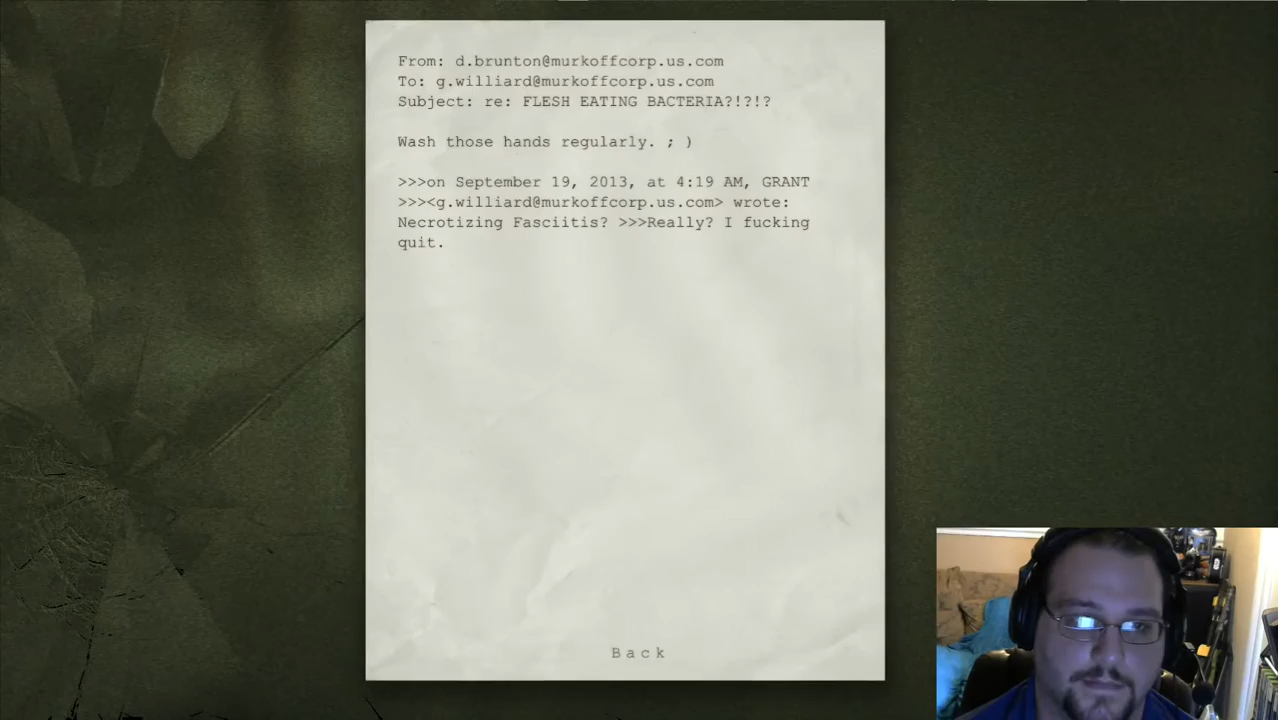 From: d.brunton@murkoffcorp.us.com
To: g.williard@murkoffcorp.us.com
Subject: re: FLESH EATING BACTERIA?!?!?
Wash those hands regularly. ; )
>>>on September 19, 2013, at 4:19 AM, GRANT
>>><g.williard@murkoffcorp.us.com> wrote:
Necrotizing Fasciitis? >>>Really? I fucking
quit.
Back